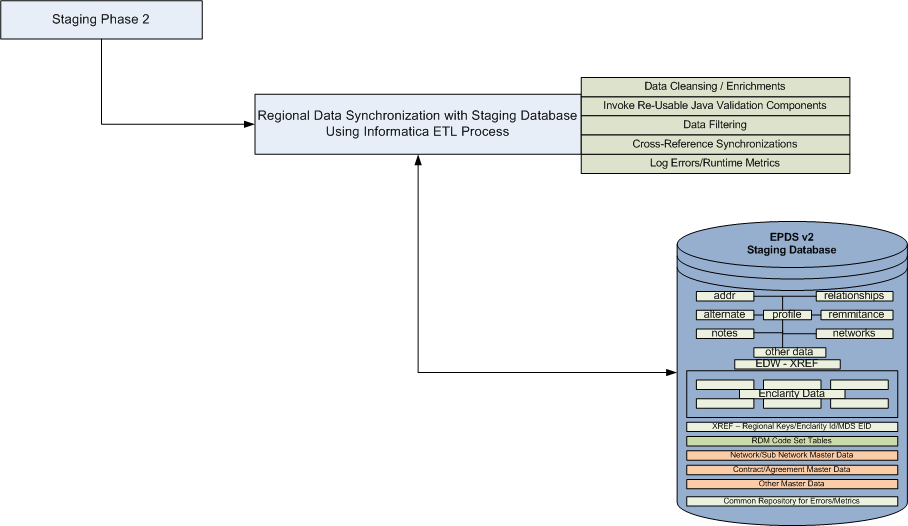 Staging Phase 2
Regional Data Synchronization with Staging Database
Using Informatica ETL Process
Data Cleansing / Enrichments
Invoke Re-Usable Java Validation Components
Data Filtering
Cross-Reference Synchronizations
Log Errors/Runtime Metrics
EPDS v2
Staging Database
addr
relationships
alternate
profile
remmitance
notes
networks
other data
EDW - XREF
Enclarity Data
XREF – Regional Keys/Enclarity Id/MDS EID
RDM Code Set Tables
Network/Sub Network Master Data
Contract/Agreement Master Data
Other Master Data
Common Repository for Errors/Metrics